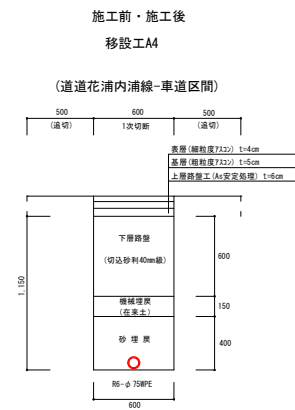 施工前・施工後
移設工A4
(道道花浦内浦線-車道区間)
500 600 500
(追切) 1次切断 (追切)
表層(細粒度アスコン) t=4cm
基層(粗粒度アスコン) t=5cm
上層路盤工(As安定処理) t=6cm
下層路盤
(切込砂利40mm級)
600
1,150
機械埋戻
(在来土)
150
砂 埋 戻
400
R6-φ75WPE
600